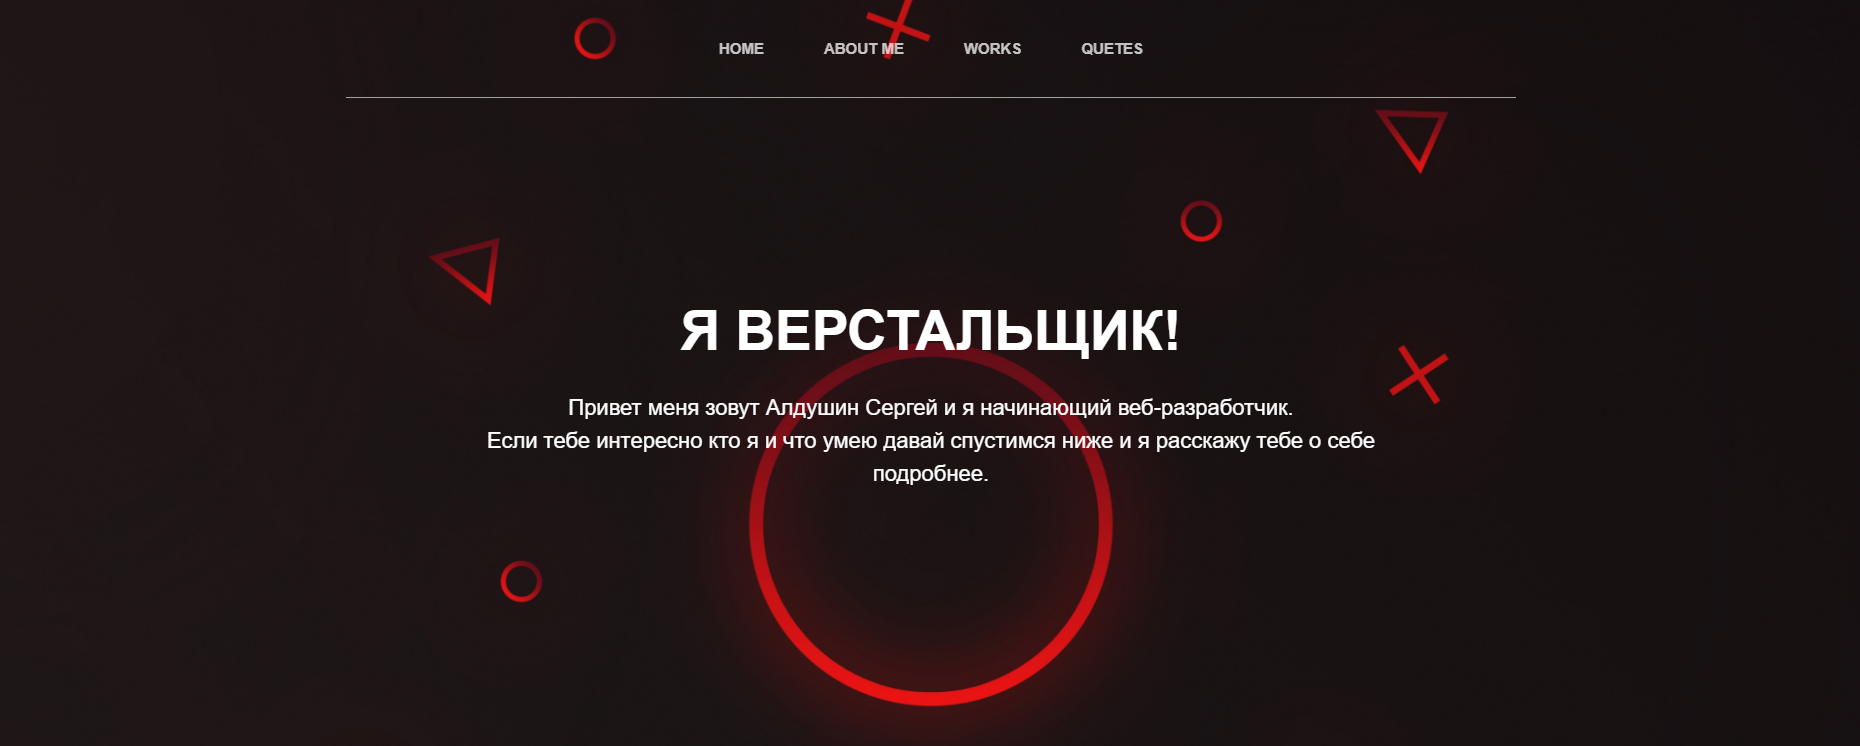 HOME ABOUT ME WORKS QUETES
Я ВЕРСТАЛЬЩИК!
Привет меня зовут Алдушин Сергей и я начинающий веб-разработчик.
Если тебе интересно кто я и что умею давай спустимся ниже и я расскажу тебе о себе
подробнее.